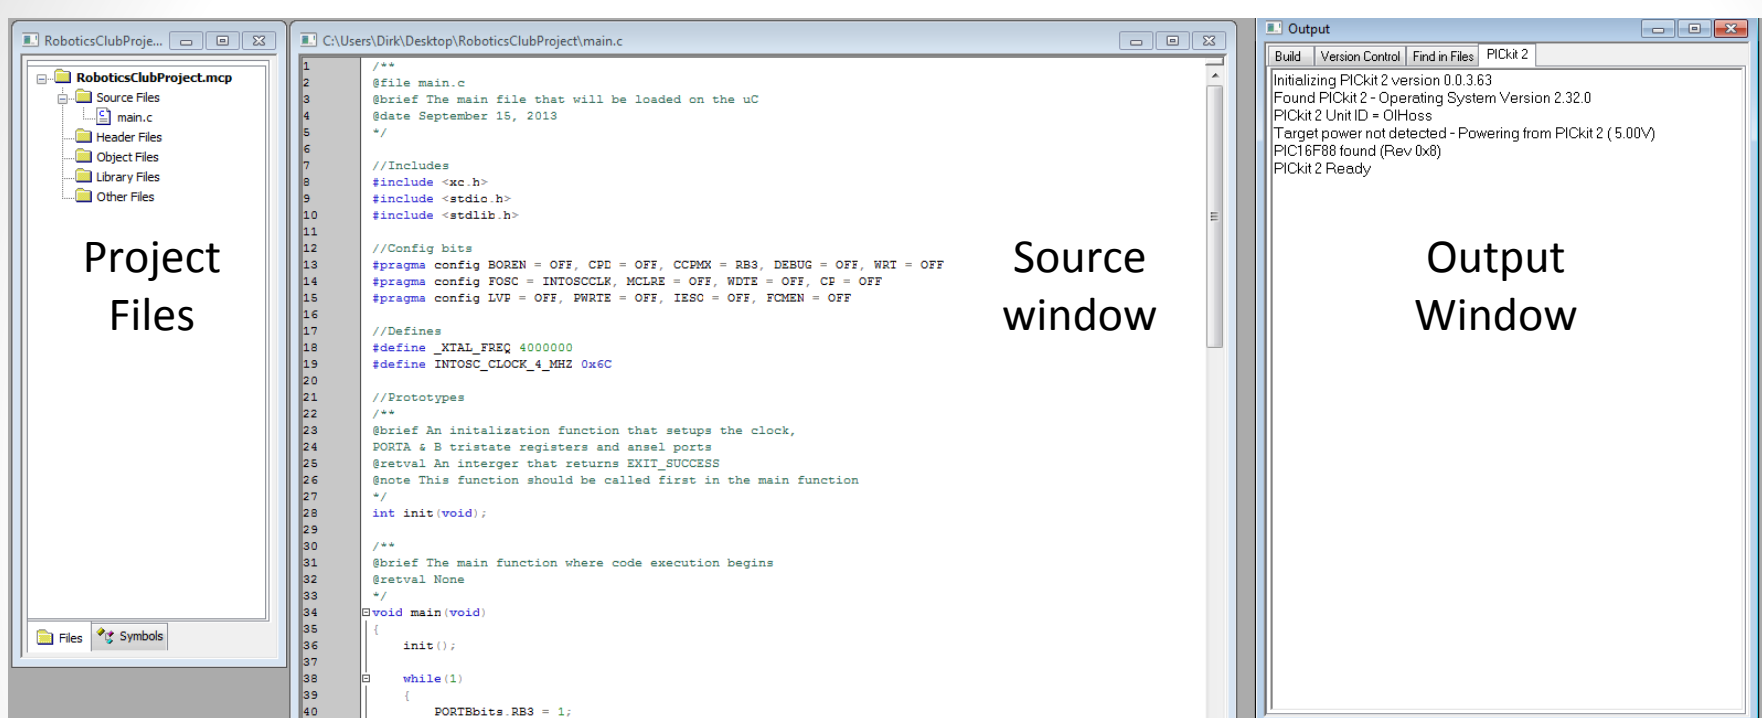 RoboticsClubProje...
RoboticsClubProject.mcp
Source Files
main.c
Header Files
Object Files
Library Files
Other Files
Project
Files
Files
Symbols
C:\Users\Dirk\Desktop\RoboticsClubProject\main.c
1 /**
2 @file main.c
3 @brief The main file that will be loaded on the uC
4 @date September 15, 2013
5 */
6
7 //Includes
8 #include <xc.h>
9 #include <stdio.h>
10 #include <stdlib.h>
11
12 //Config bits
13 #pragma config BOREN = OFF, CPD = OFF, CCPMX = RB3, DEBUG = OFF, WRT = OFF
14 #pragma config FOSC = INTOSCCLK, MCLRE = OFF, WDTE = OFF, CP = OFF
15 #pragma config LVP = OFF, PWRTE = OFF, IESO = OFF, FCMEN = OFF
16
17 //Defines
18 #define _XTAL_FREQ 4000000
19 #define INTOSC_CLOCK_4_MHZ 0x6C
20
21 //Prototypes
22 /**
23 @brief An initalization function that setups the clock,
24 PORTA & B tristate registers and ansel ports
25 @retval An interger that returns EXIT_SUCCESS
26 @note This function should be called first in the main function
27 */
28 int init(void);
29
30 /**
31 @brief The main function where code execution begins
32 @retval None
33 */
34 void main(void)
35 {
36 init();
37
38 while(1)
39 {
40 PORTBbits.RB3 = 1;
Source
window
Output
Build Version Control Find in Files PICkit 2
Initializing PICkit 2 version 0.0.3.63
Found PICkit 2 - Operating System Version 2.32.0
PICkit 2 Unit ID = OlHoss
Target power not detected - Powering from PICkit 2 ( 5.00V)
PIC16F88 found (Rev 0x8)
PICkit 2 Ready
Output
Window